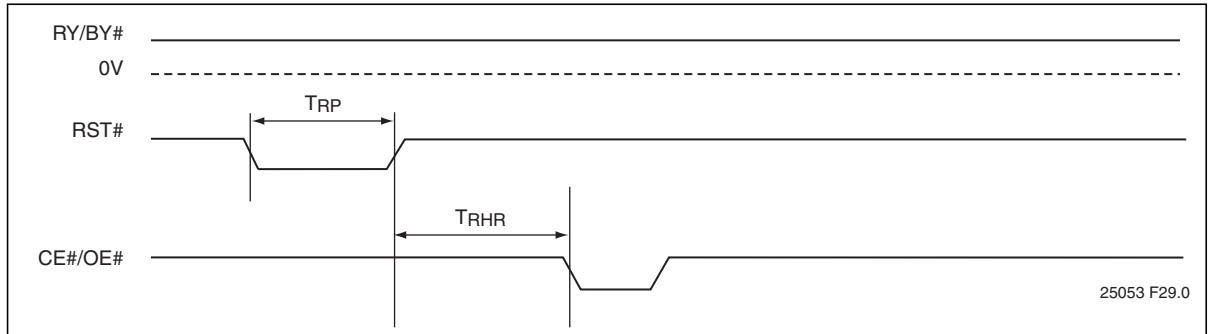 RY/BY#
0V
TRP
RST#
TRHR
CE#/OE#
25053 F29.0